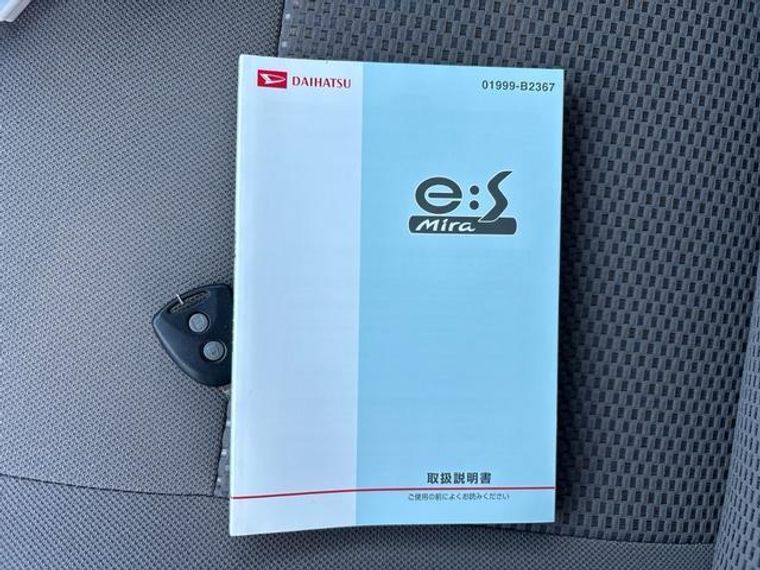 DAIHATSU
01999-B2367
e:S
Mira
取扱説明書
ご使用の前によくお読みください